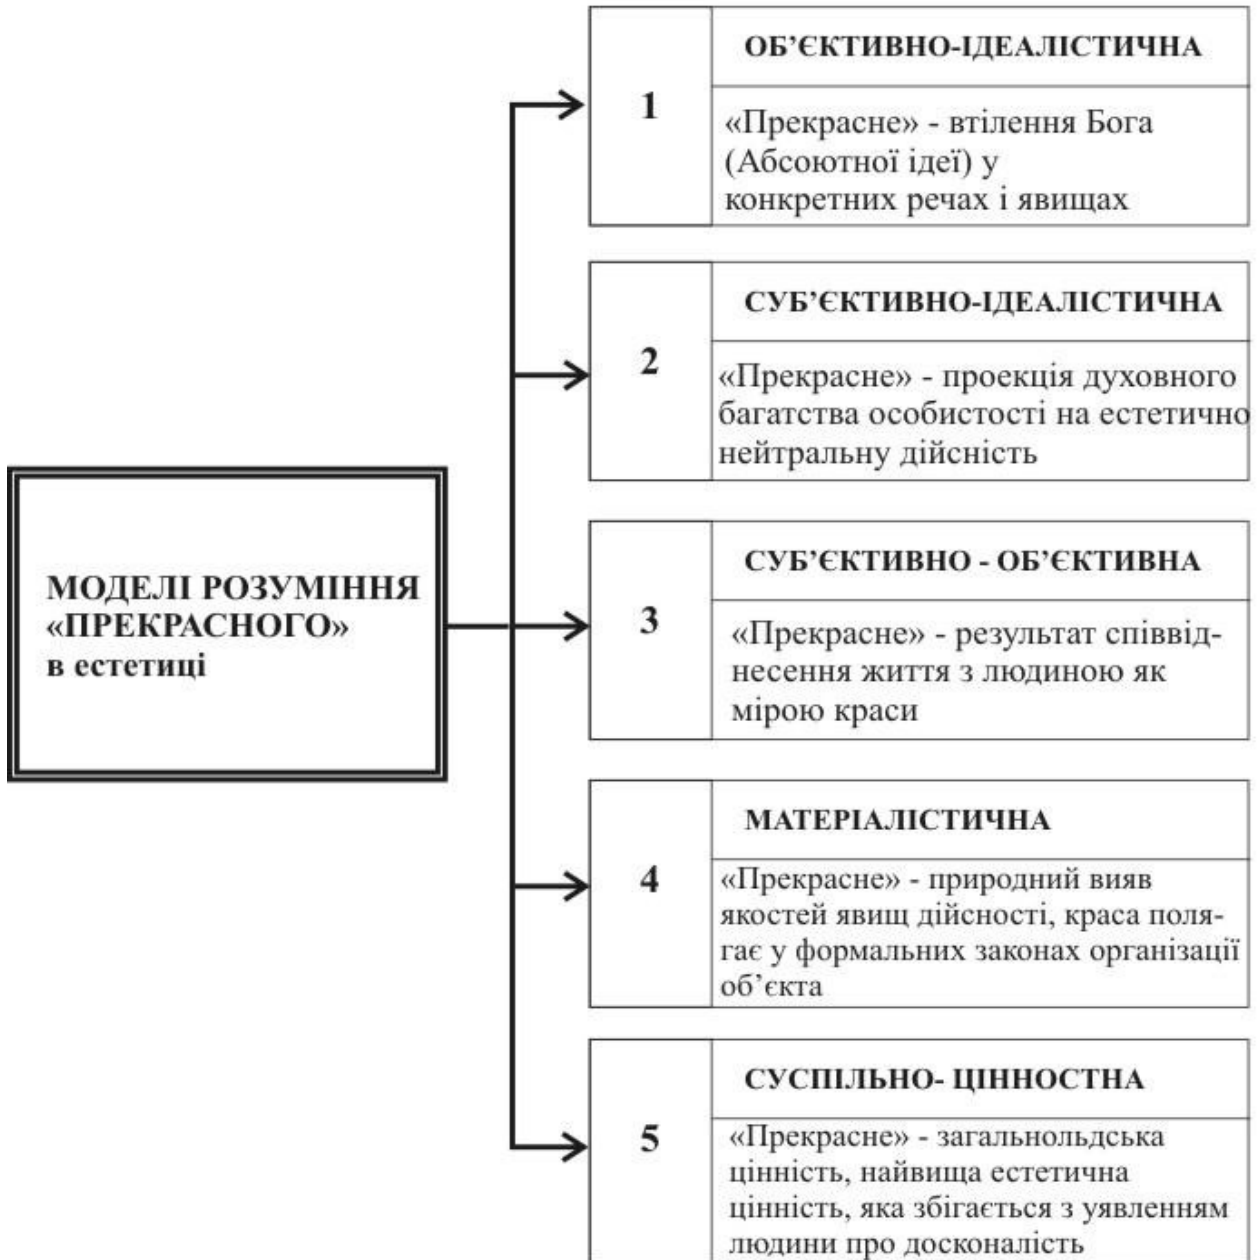 МОДЕЛІ РОЗУМІННЯ
«ПРЕКРАСНОГО»
в естетиці
1
ОБ’ЄКТИВНО-ІДЕАЛІСТИЧНА
«Прекрасне» - втілення Бога
(Абсоютної ідеї) у
конкретних речах і явищах
2
СУБ’ЄКТИВНО-ІДЕАЛІСТИЧНА
«Прекрасне» - проекція духовного
багатства особистості на естетично
нейтральну дійсність
3
СУБ’ЄКТИВНО - ОБ’ЄКТИВНА
«Прекрасне» - результат співвід-
несення життя з людиною як
мірою краси
4
МАТЕРІАЛІСТИЧНА
«Прекрасне» - природний вияв
якостей явищ дійсності, краса поля-
гає у формальних законах організації
об’єкта
5
СУСПІЛЬНО- ЦІННОСТНА
«Прекрасне» - загальнольдська
цінність, найвища естетична
цінність, яка збігається з уявленням
людини про досконалість